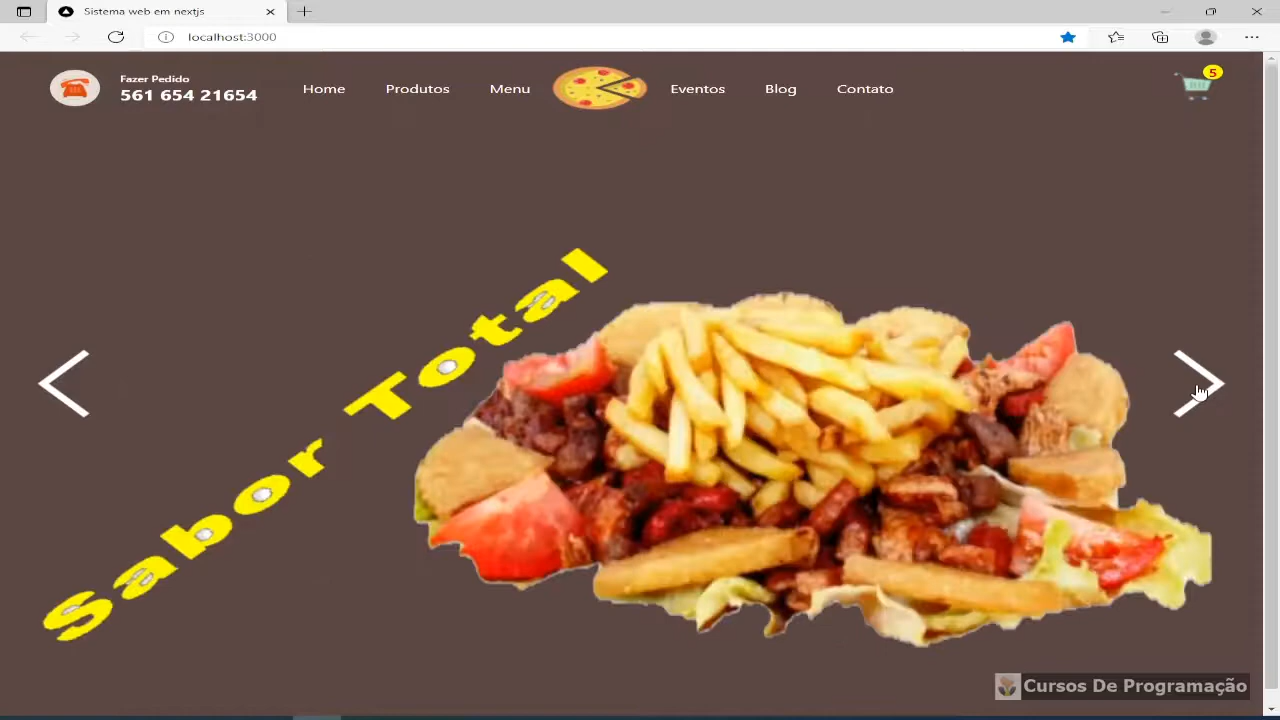 Sistema web em nextjs
localhost:3000
Fazer Pedido
561 654 21654
Home
Produtos
Menu
Eventos
Blog
Contato
5
Sabor Total
Cursos De Programação